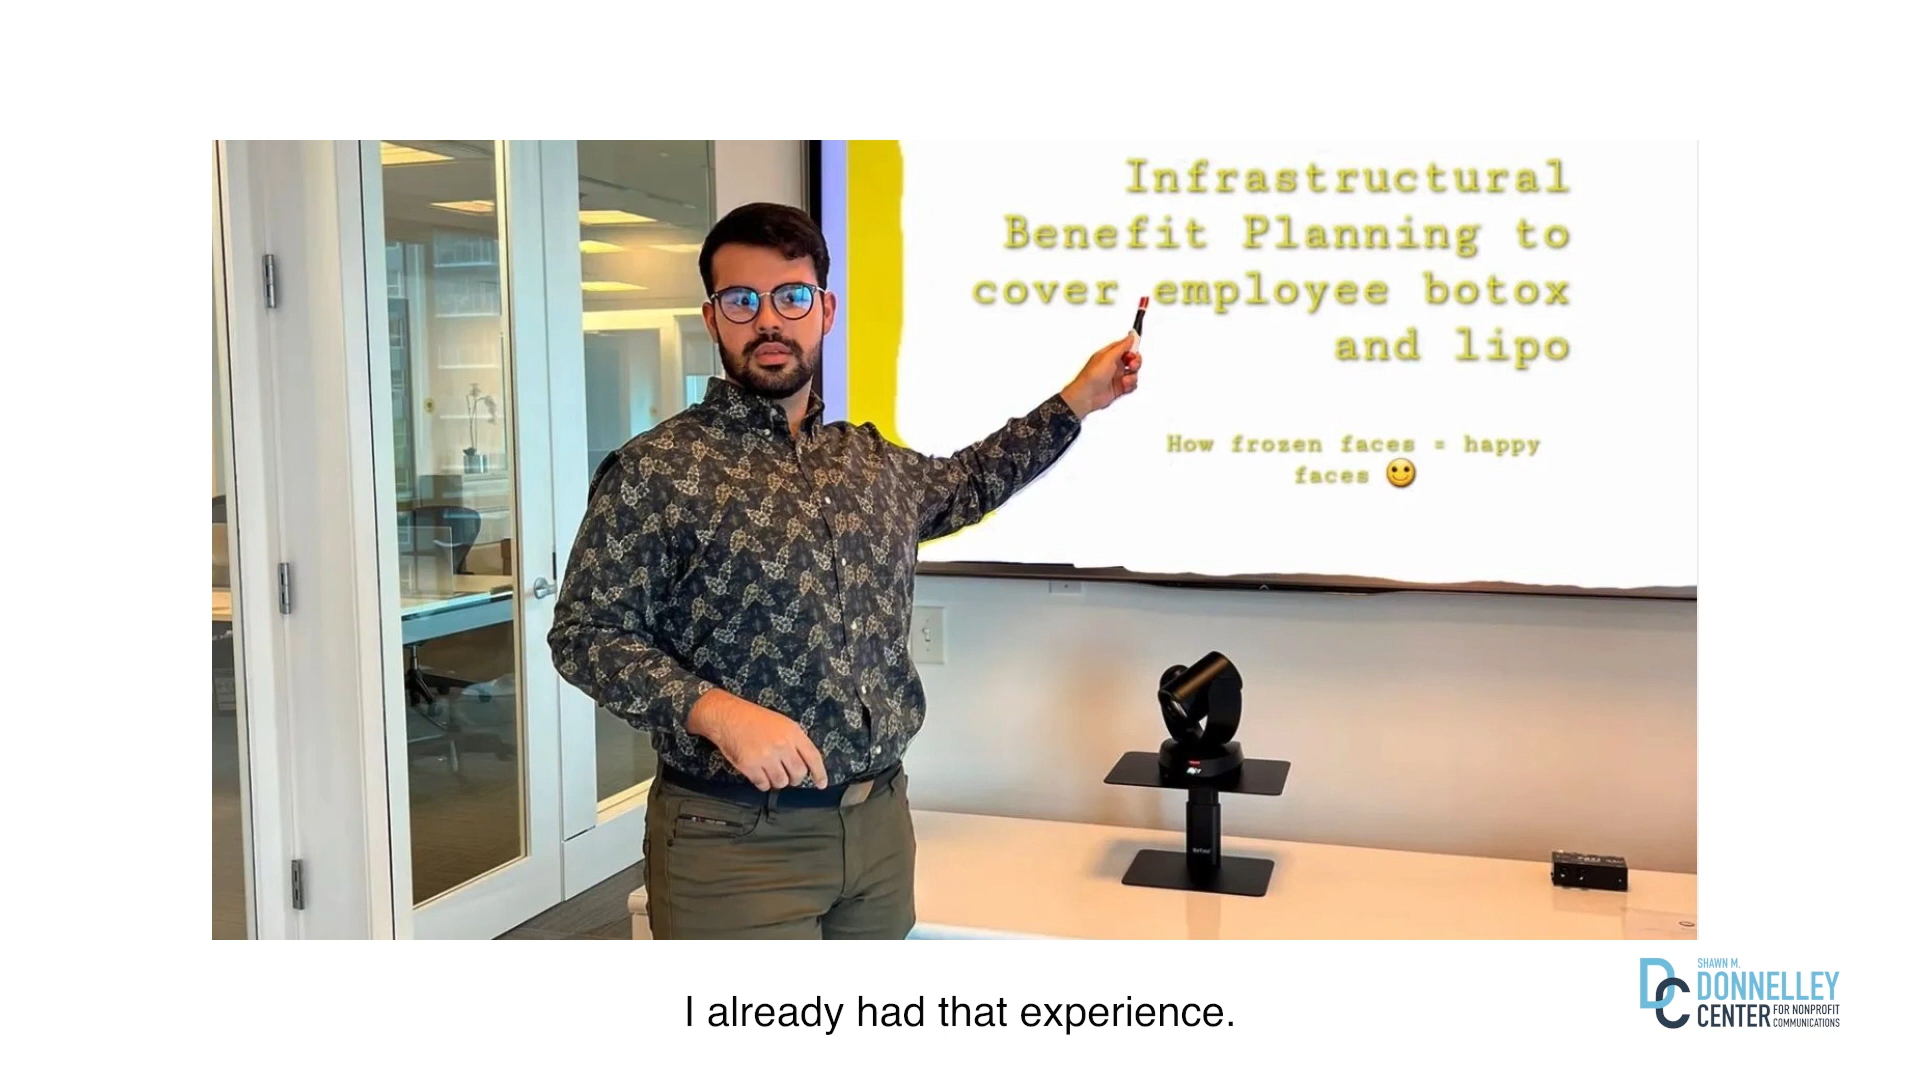 Infrastructural
Benefit Planning to
cover employee botox
and lipo
How frozen faces = happy
faces 🙂
I already had that experience.
DC
SHAWN M.
DONNELLEY
CENTER FOR NONPROFIT
COMMUNICATIONS